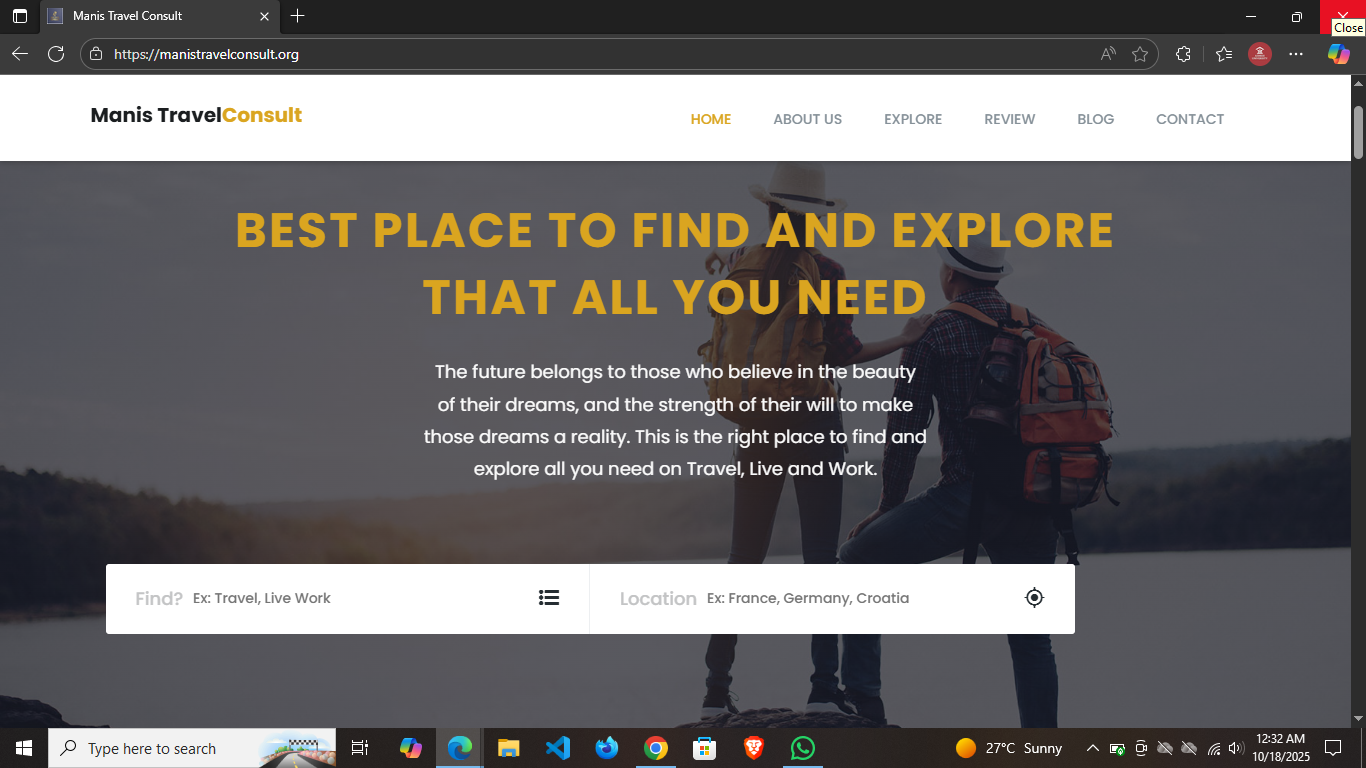 Manis Travel Consult
Close
https://manistravelconsult.org
Manis TravelConsult
HOME ABOUT US EXPLORE REVIEW BLOG CONTACT
BEST PLACE TO FIND AND EXPLORE
THAT ALL YOU NEED
The future belongs to those who believe in the beauty
of their dreams, and the strength of their will to make
those dreams a reality. This is the right place to find and
explore all you need on Travel, Live and Work.
Find? Ex: Travel, Live Work
Location Ex: France, Germany, Croatia
Type here to search
27°C Sunny
12:32 AM
10/18/2025